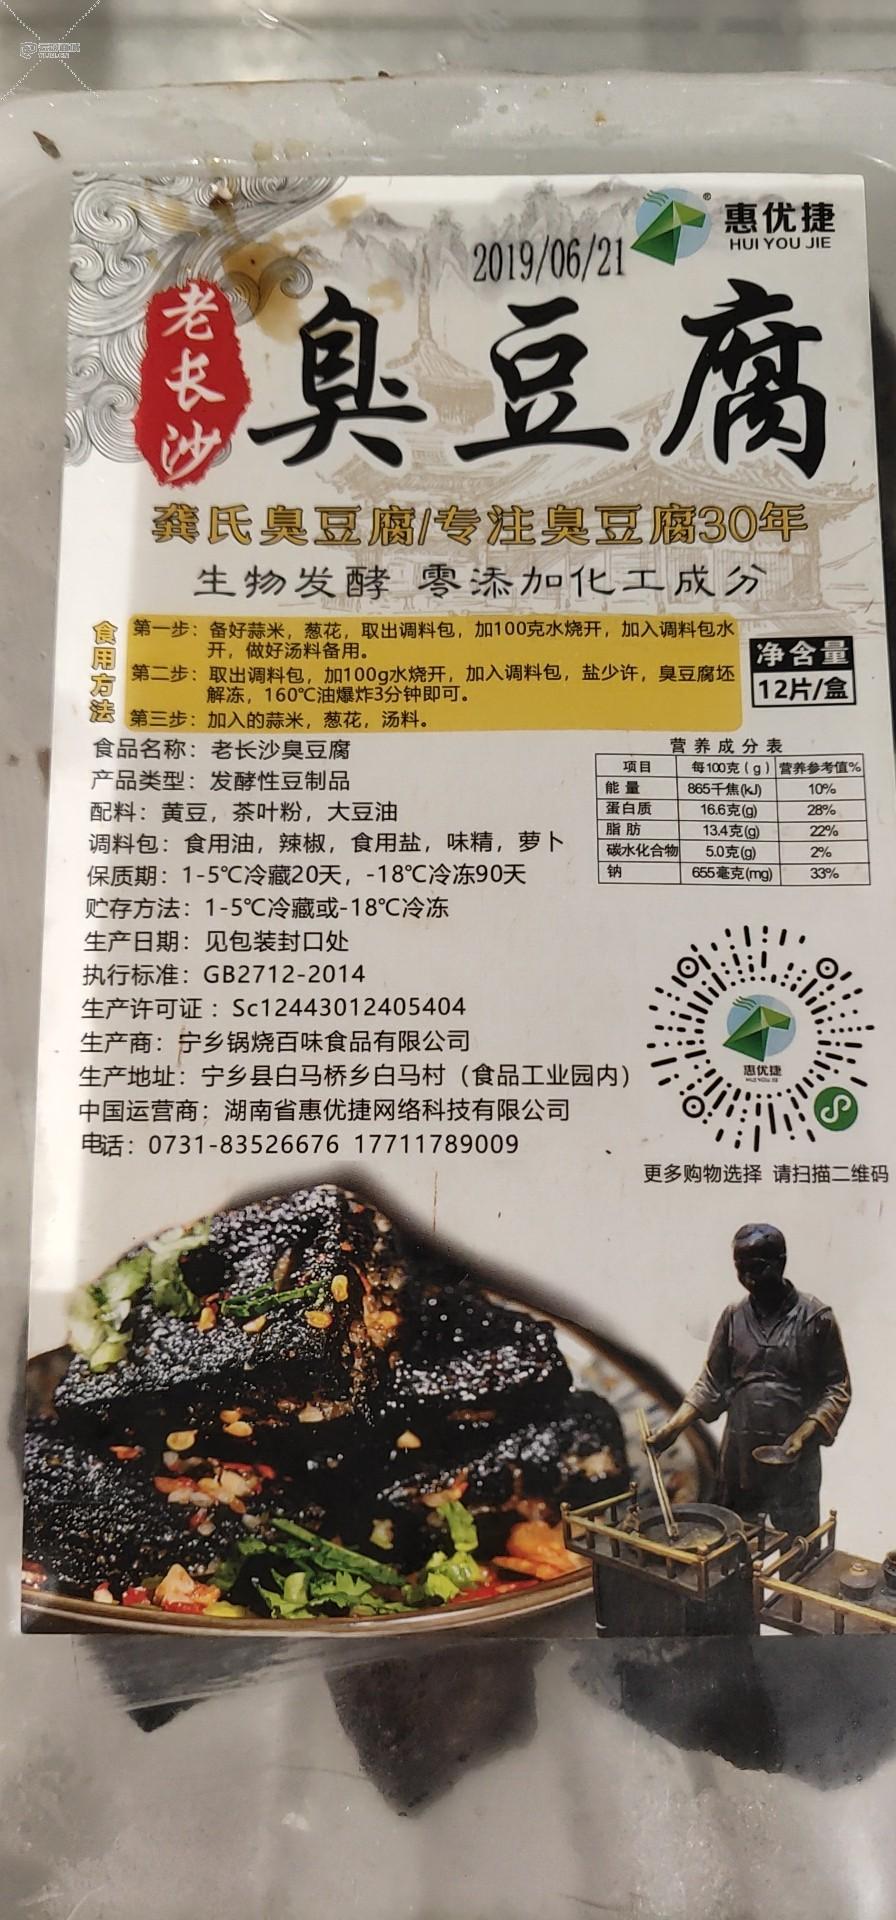 云视直播
YLJBL.CN
惠优捷
HUI YOU JIE
2019/06/21
老长沙
臭豆腐
龚氏臭豆腐/专注臭豆腐30年
生物发酵 零添加化工成分
食用方法
第一步：备好蒜米，葱花，取出调料包，加100克水烧开，加入调料包水
开，做好汤料备用。
第二步：取出调料包，加100g水烧开，加入调料包，盐少许，臭豆腐坯
解冻，160℃油爆炸3分钟即可。
第三步：加入的蒜米，葱花，汤料。
净含量
12片/盒
食品名称：老长沙臭豆腐
产品类型：发酵性豆制品
配料：黄豆，茶叶粉，大豆油
调料包：食用油，辣椒，食用盐，味精，萝卜
保质期：1-5℃冷藏20天，-18℃冷冻90天
贮存方法：1-5℃冷藏或-18℃冷冻
生产日期：见包装封口处
执行标准：GB2712-2014
生产许可证：Sc12443012405404
生产商：宁乡锅烧百味食品有限公司
生产地址：宁乡县白马桥乡白马村（食品工业园内）
中国运营商：湖南省惠优捷网络科技有限公司
电话：0731-83526676 17711789009
营养成分表
项目 每100克（g） 营养参考值%
能量 865千焦(kJ) 10%
蛋白质 16.6克(g) 28%
脂肪 13.4克(g) 22%
碳水化合物 5.0克(g) 2%
钠 655毫克(mg) 33%
惠优捷
HUI YOU JIE
更多购物选择 请扫描二维码